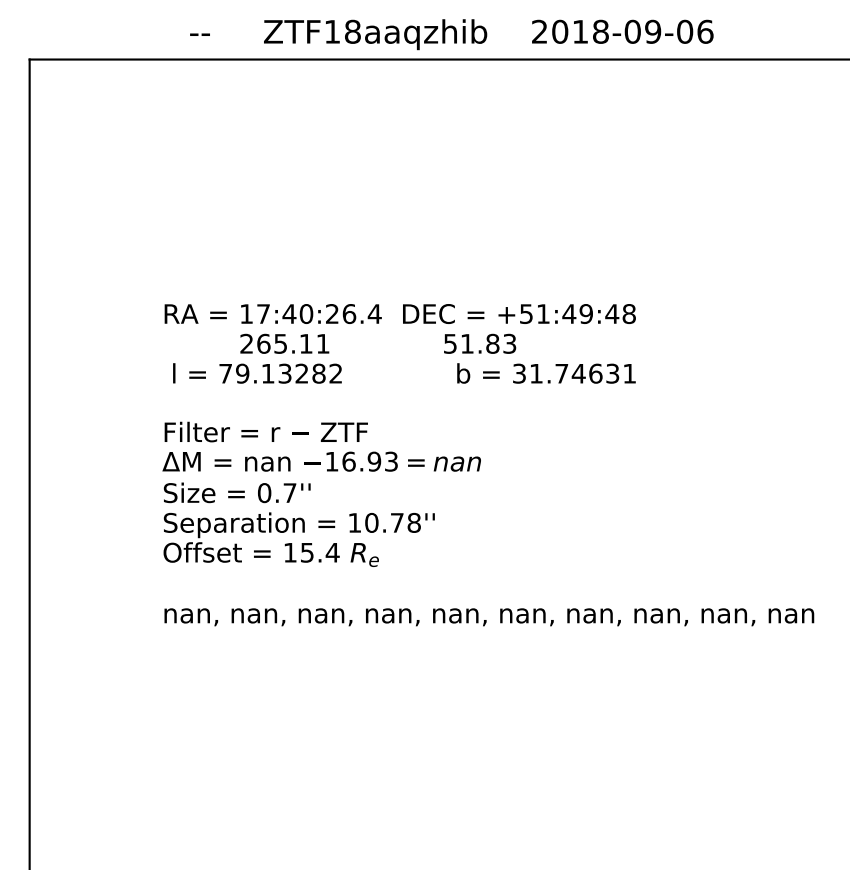 -- ZTF18aaqzhib 2018-09-06
RA = 17:40:26.4 DEC = +51:49:48
265.11 51.83
l = 79.13282 b = 31.74631
Filter = r − ZTF
ΔM = nan −16.93 = nan
Size = 0.7''
Separation = 10.78''
Offset = 15.4 Re
nan, nan, nan, nan, nan, nan, nan, nan, nan, nan